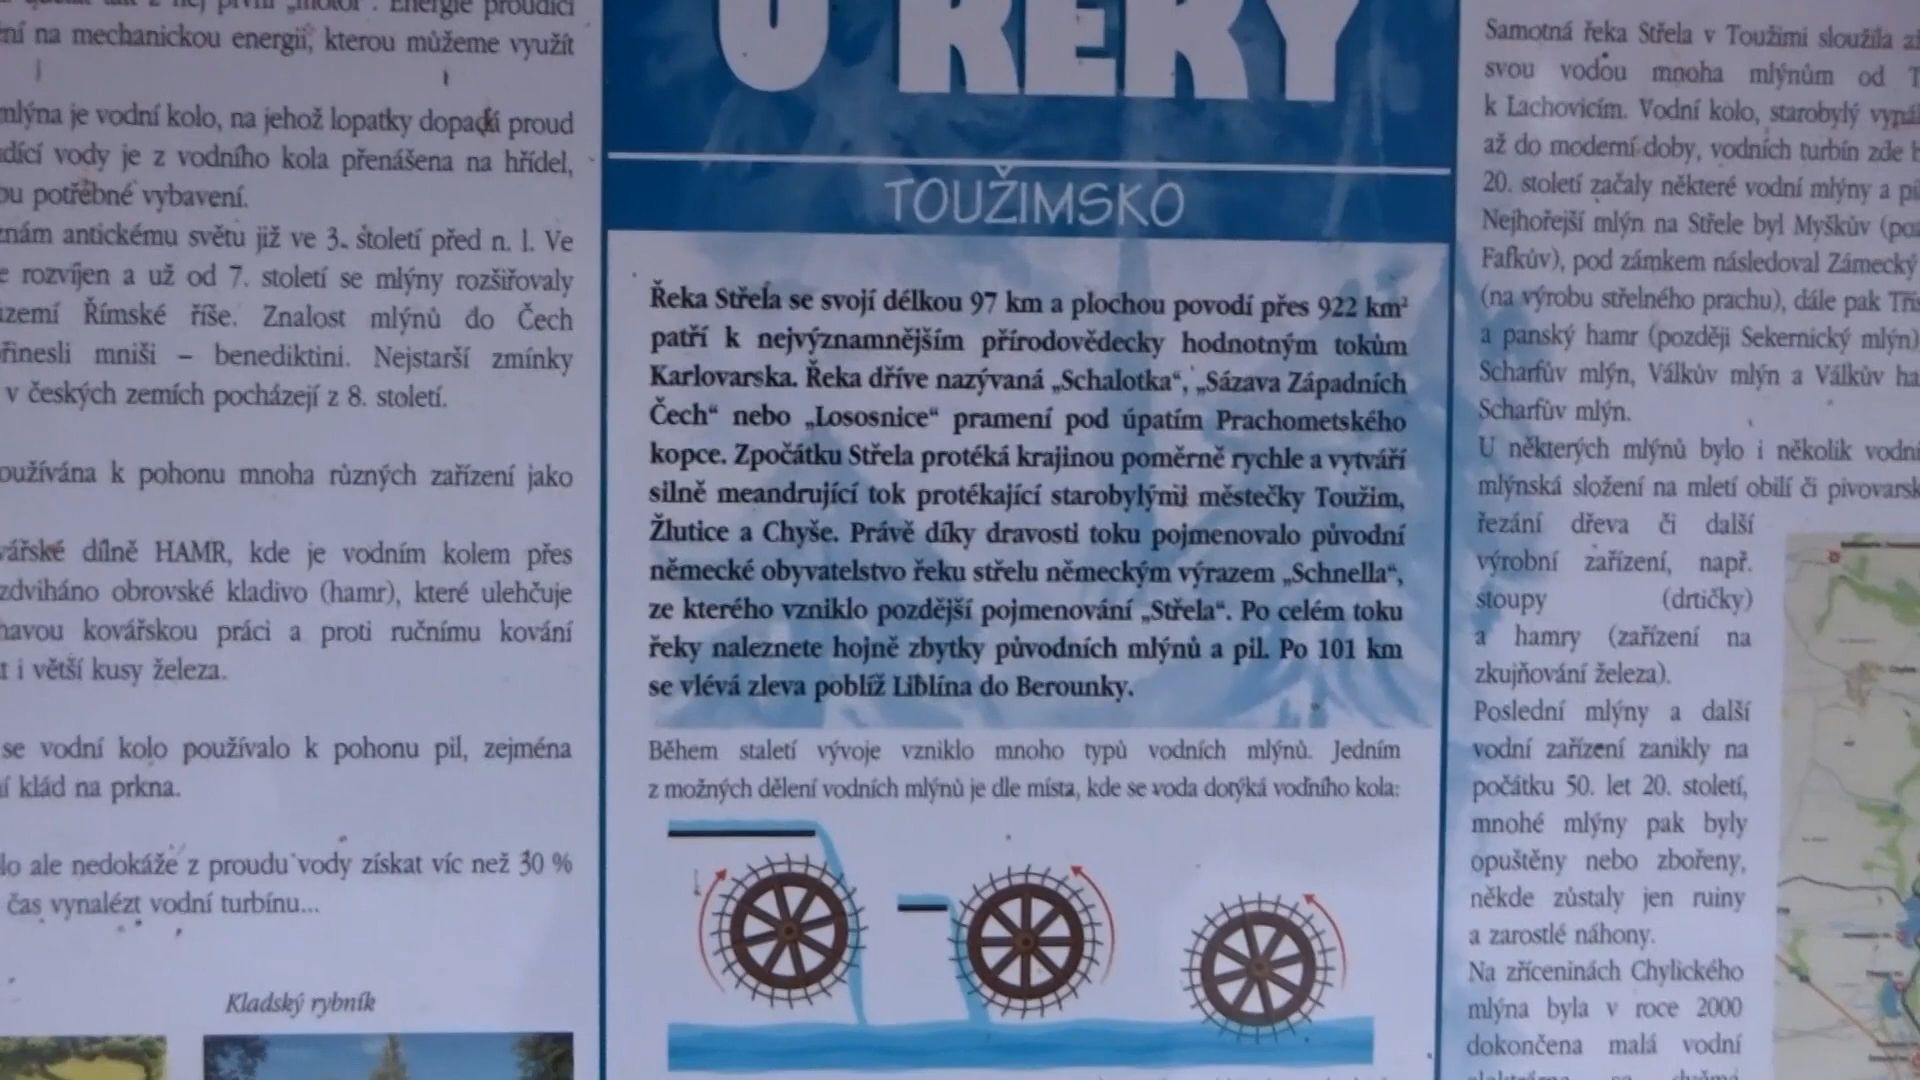 první „motor“. Energie proudící
ní na mechanickou energii, kterou můžeme využít
mlýna je vodní kolo, na jehož lopatky dopadá proud
dící vody je z vodního kola přenášena na hřídel,
ou potřebné vybavení.
znám antickému světu již ve 3. století před n. l. Ve
e rozvíjen a už od 7. století se mlýny rozšiřovaly
území Římské říše. Znalost mlýnů do Čech
řinesli mniši – benediktini. Nejstarší zmínky
v českých zemích pocházejí z 8. století.
oužívána k pohonu mnoha různých zařízení jako
vářské dílně HAMR, kde je vodním kolem přes
zdviháno obrovské kladivo (hamr), které ulehčuje
havou kovářskou práci a proti ručnímu kování
t i větší kusy železa.
se vodní kolo používalo k pohonu pil, zejména
í klád na prkna.
lo ale nedokáže z proudu vody získat víc než 30 %
čas vynalézt vodní turbínu...
Kladský rybník
U ŘEKY
TOUŽIMSKO
Řeka Střela se svojí délkou 97 km a plochou povodí přes 922 km²
patří k nejvýznamnějším přírodovědecky hodnotným tokům
Karlovarska. Řeka dříve nazývaná „Schalotka“, „Sázava Západních
Čech“ nebo „Lososnice“ pramení pod úpatím Prachometského
kopce. Zpočátku Střela protéká krajinou poměrně rychle a vytváří
silně meandrující tok protékající starobylými městečky Toužim,
Žlutice a Chyše. Právě díky dravosti toku pojmenovalo původní
německé obyvatelstvo řeku střelu německým výrazem „Schnella“,
ze kterého vzniklo pozdější pojmenování „Střela“. Po celém toku
řeky naleznete hojně zbytky původních mlýnů a pil. Po 101 km
se vlévá zleva poblíž Liblína do Berounky.
Během staletí vývoje vzniklo mnoho typů vodních mlýnů. Jedním
z možných dělení vodních mlýnů je dle místa, kde se voda dotýká vodního kola:
Samotná řeka Střela v Toužimi sloužila
svou vodou mnoha mlýnům od T
k Lachovicím. Vodní kolo, starobylý vynál
až do moderní doby, vodních turbín zde b
20. století začaly některé vodní mlýny a pi
Nejhořejší mlýn na Střele byl Myškův (poz
Fafkův), pod zámkem následoval Zámecký
(na výrobu střelného prachu), dále pak Třís
a panský hamr (později Sekernický mlýn)
Scharfův mlýn, Válkův mlýn a Válkův ha
Scharfův mlýn.
U některých mlýnů bylo i několik vodní
mlýnská složení na mletí obilí či pivovarsk
řezání dřeva či další
výrobní zařízení, např.
stoupy (drtičky)
a hamry (zařízení na
zkujňování železa).
Poslední mlýny a další
vodní zařízení zanikly na
počátku 50. let 20. století,
mnohé mlýny pak byly
opuštěny nebo zbořeny,
někde zůstaly jen ruiny
a zarostlé náhony.
Na zříceninách Chylického
mlýna byla v roce 2000
dokončena malá vodní